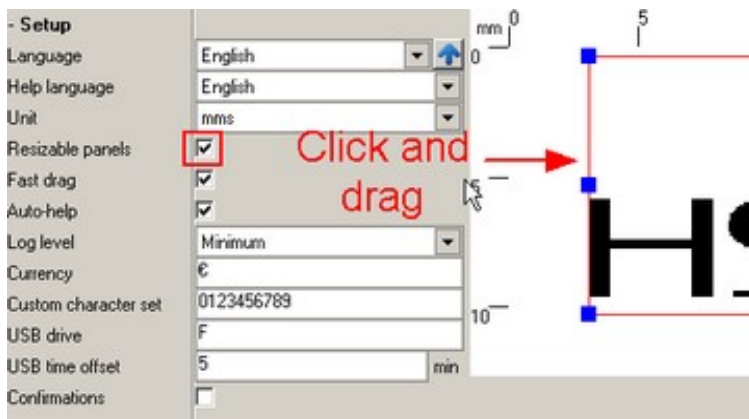 - Setup
Language English
Help language English
Unit mms
Resizable panels
Fast drag
Auto-help
Log level Minimum
Currency €
Custom character set 0123456789
USB drive F
USB time offset 5 min
Confirmations
Click and
drag
mm 0 5
0
5
10
HS